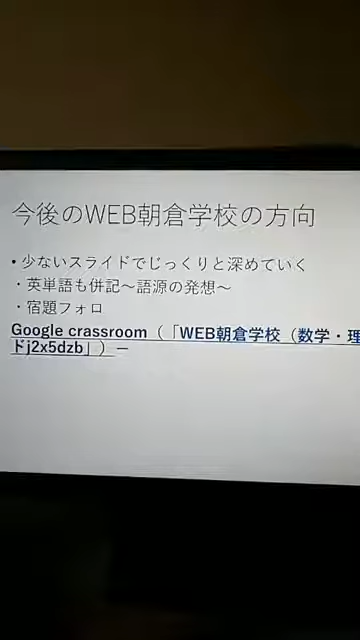 今後のWEB朝倉学校の方向
• 少ないスライドでじっくりと深めていく
・英単語も併記～語源の発想～
・宿題フォロ
Google crassroom（「WEB朝倉学校（数学・理
ドj2x5dzb」）－